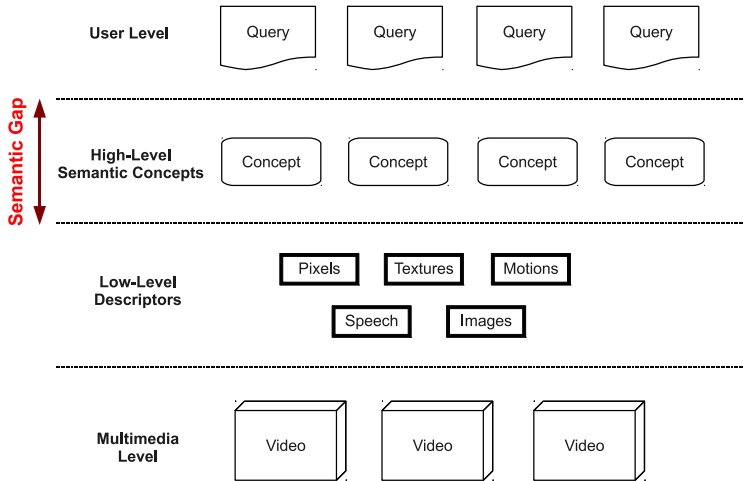 User Level
Query
Query
Query
Query
Semantic Gap
High-Level
Semantic Concepts
Concept
Concept
Concept
Concept
Low-Level
Descriptors
Pixels
Textures
Motions
Speech
Images
Multimedia
Level
Video
Video
Video